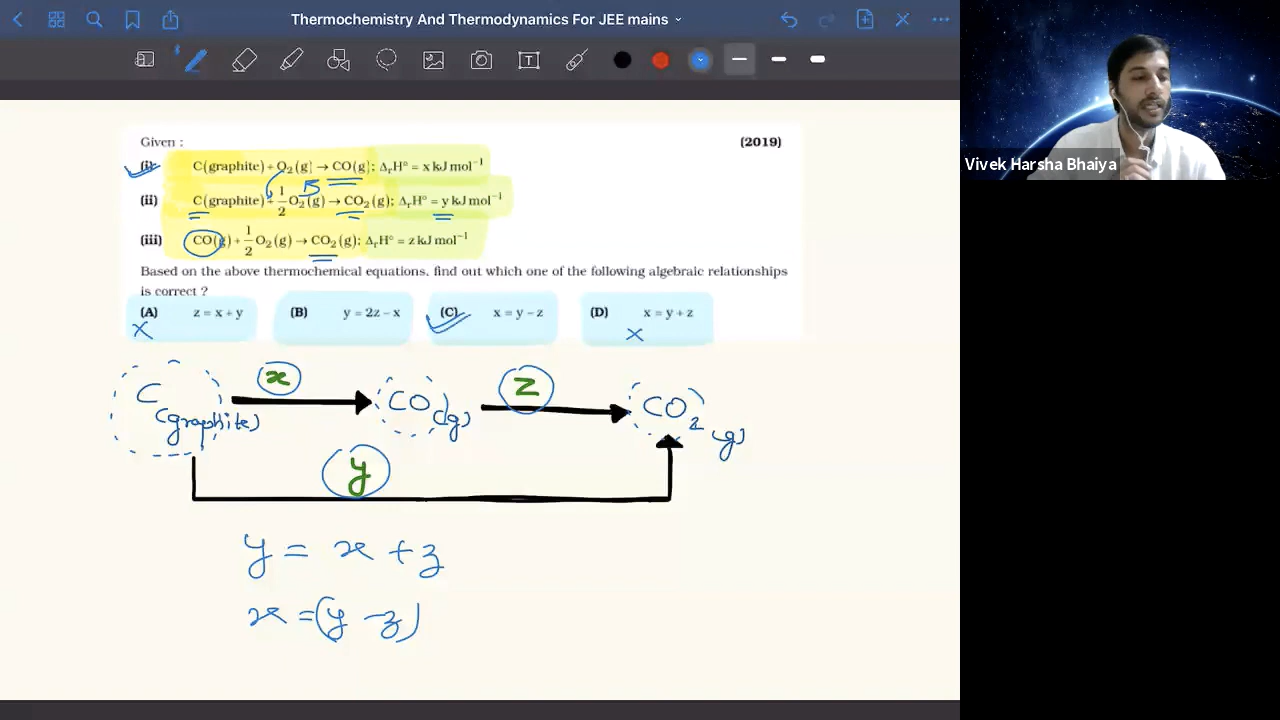 Thermochemistry And Thermodynamics For JEE mains
Given :
(2019)
(i) C(graphite) + O₂(g) → CO(g); ΔᵣH° = x kJ mol⁻¹
(ii) C(graphite) + 1/2 O₂(g) → CO₂(g); ΔᵣH° = y kJ mol⁻¹
(iii) CO(g) + 1/2 O₂(g) → CO₂(g); ΔᵣH° = z kJ mol⁻¹
Based on the above thermochemical equations, find out which one of the following algebraic relationships
is correct ?
(A) z = x + y (B) y = 2z – x (C) x = y – z (D) x = y + z
x z
C (graphite) CO (g) CO₂ (g)
y
y = x + z
x = (y – z)
Vivek Harsha Bhaiya